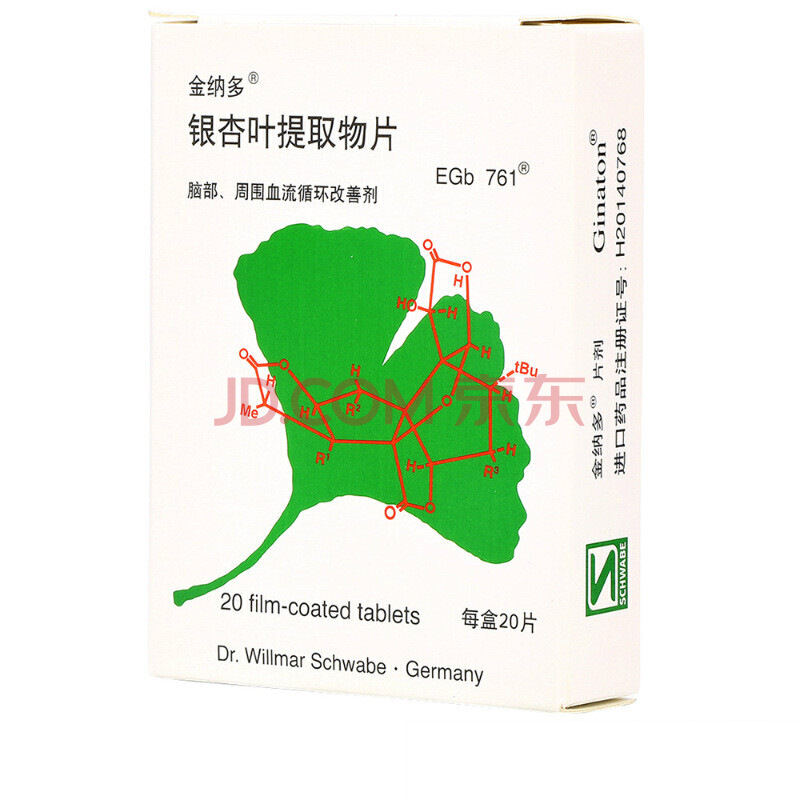 金纳多®
银杏叶提取物片
EGb 761®
脑部、周围血流循环改善剂
O
O
H
HO
H
H
O
O
H
Me
H
H
R²
O
tBu
H
R¹
H
H
R³
O
O
JD.COM 京东
20 film-coated tablets
每盒20片
Dr. Willmar Schwabe · Germany
金纳多® 片剂 Ginaton®
进口药品注册证号：H20140768
SCHWABE